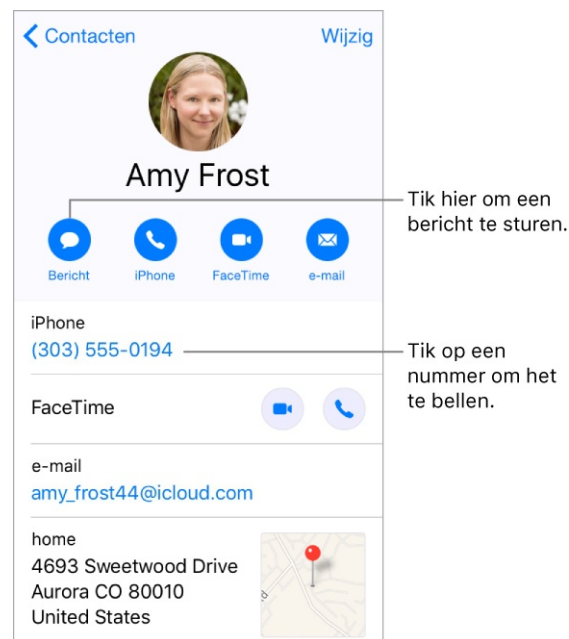 Contacten
Wijzig
Amy Frost
Tik hier om een
bericht te sturen.
Bericht
iPhone
FaceTime
e-mail
iPhone
(303) 555-0194
Tik op een
nummer om het
te bellen.
FaceTime
e-mail
amy_frost44@icloud.com
home
4693 Sweetwood Drive
Aurora CO 80010
United States